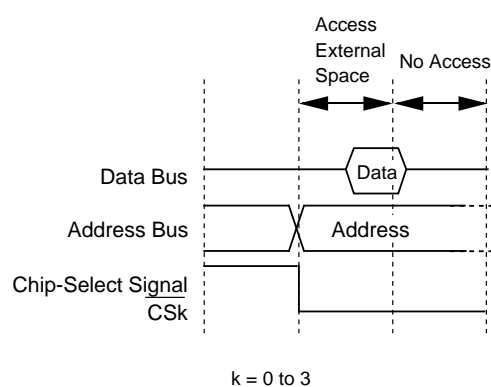 Access
External
Space
No Access
Data Bus
Data
Address Bus
Address
Chip-Select Signal
CSk
k = 0 to 3